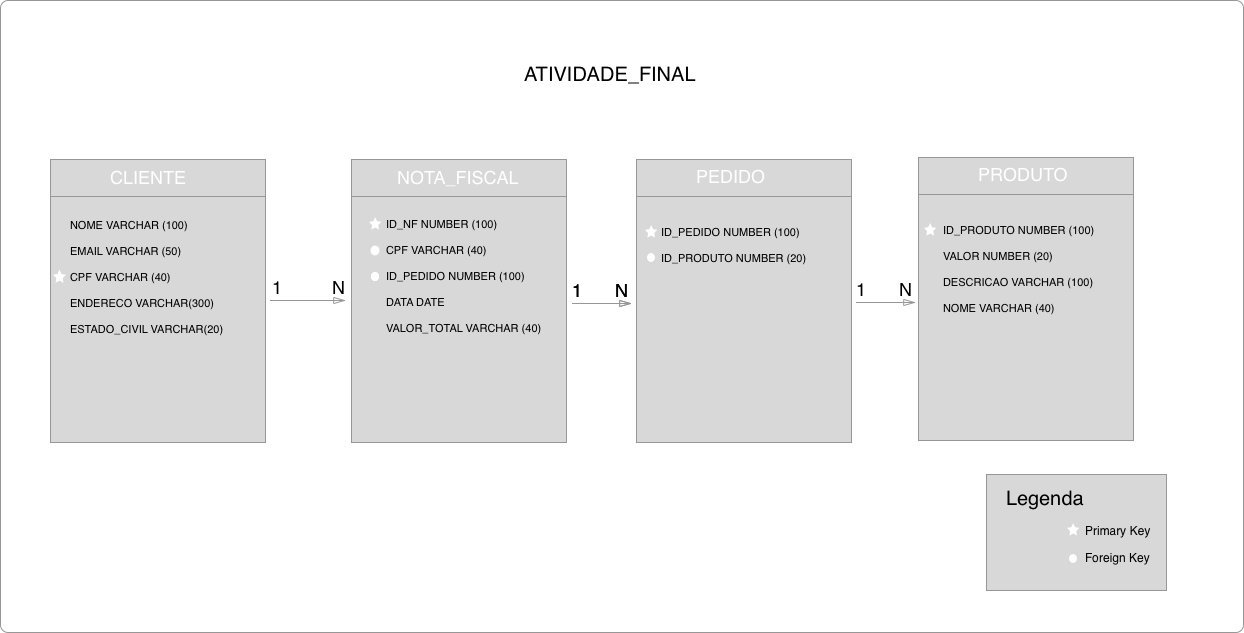 ATIVIDADE_FINAL
CLIENTE
NOME VARCHAR (100)
EMAIL VARCHAR (50)
CPF VARCHAR (40)
ENDERECO VARCHAR(300)
ESTADO_CIVIL VARCHAR(20)
1 N
NOTA_FISCAL
ID_NF NUMBER (100)
CPF VARCHAR (40)
ID_PEDIDO NUMBER (100)
DATA DATE
VALOR_TOTAL VARCHAR (40)
1 N
PEDIDO
ID_PEDIDO NUMBER (100)
ID_PRODUTO NUMBER (20)
1 N
PRODUTO
ID_PRODUTO NUMBER (100)
VALOR NUMBER (20)
DESCRICAO VARCHAR (100)
NOME VARCHAR (40)
Legenda
Primary Key
Foreign Key